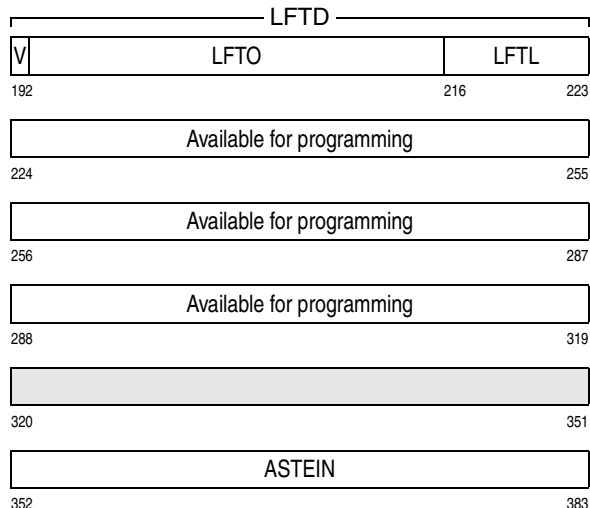 LFTD
V LFTO LFTL
192 216 223
Available for programming
224 255
Available for programming
256 287
Available for programming
288 319
320 351
ASTEIN
352 383